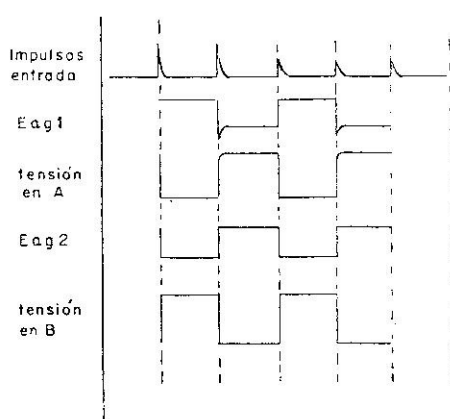 Impulsos
entrada
Eag1
tensión
en A
Eag2
tensión
en B